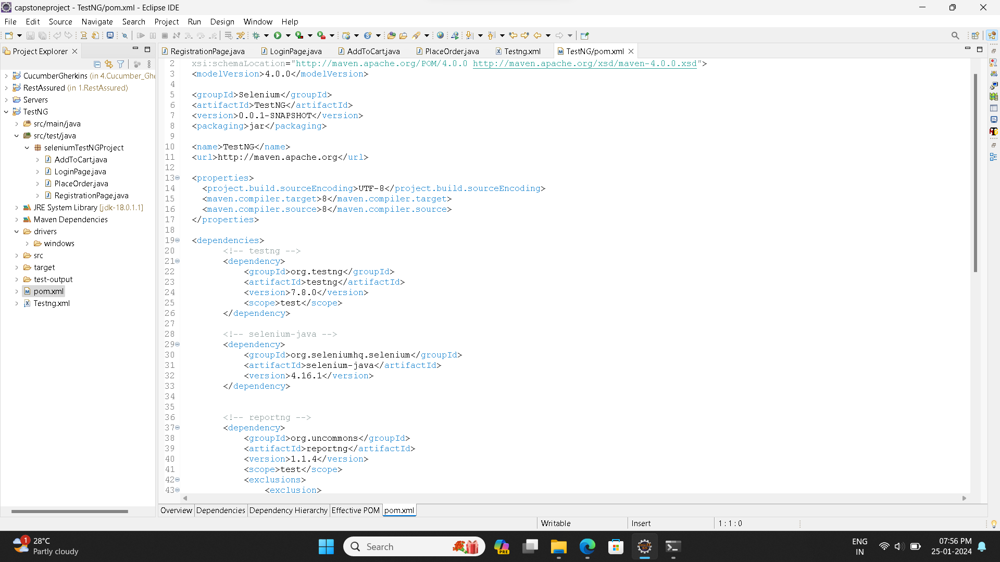 capstoneproject - TestNG/pom.xml - Eclipse IDE
File Edit Source Navigate Search Project Run Design Window Help
Project Explorer
RegistrationPage.java LoginPage.java AddToCart.java PlaceOrder.java Testng.xml TestNG/pom.xml
CucumberGherkins (in 4.Cucumber_Ghe
RestAssured (in 1.RestAssured)
Servers
TestNG
src/main/java
src/test/java
seleniumTestNGProject
AddToCart.java
LoginPage.java
PlaceOrder.java
RegistrationPage.java
JRE System Library [jdk-18.0.1.1]
Maven Dependencies
drivers
windows
src
target
test-output
pom.xml
Testng.xml
2 xsi:schemaLocation="http://maven.apache.org/POM/4.0.0 http://maven.apache.org/xsd/maven-4.0.0.xsd">
3 <modelVersion>4.0.0</modelVersion>
4
5 <groupId>Selenium</groupId>
6 <artifactId>TestNG</artifactId>
7 <version>0.0.1-SNAPSHOT</version>
8 <packaging>jar</packaging>
9
10 <name>TestNG</name>
11 <url>http://maven.apache.org</url>
12
13 <properties>
14 <project.build.sourceEncoding>UTF-8</project.build.sourceEncoding>
15 <maven.compiler.target>8</maven.compiler.target>
16 <maven.compiler.source>8</maven.compiler.source>
17 </properties>
18
19 <dependencies>
20 <!-- testng -->
21 <dependency>
22 <groupId>org.testng</groupId>
23 <artifactId>testng</artifactId>
24 <version>7.8.0</version>
25 <scope>test</scope>
26 </dependency>
27
28 <!-- selenium-java -->
29 <dependency>
30 <groupId>org.seleniumhq.selenium</groupId>
31 <artifactId>selenium-java</artifactId>
32 <version>4.16.1</version>
33 </dependency>
34
35
36 <!-- reportng -->
37 <dependency>
38 <groupId>org.uncommons</groupId>
39 <artifactId>reportng</artifactId>
40 <version>1.1.4</version>
41 <scope>test</scope>
42 <exclusions>
43 <exclusion>
Overview Dependencies Dependency Hierarchy Effective POM pom.xml
Writable Insert 1 : 1 : 0
1
28°C
Partly cloudy
Search
PRE
ENG
IN
07:56 PM
25-01-2024